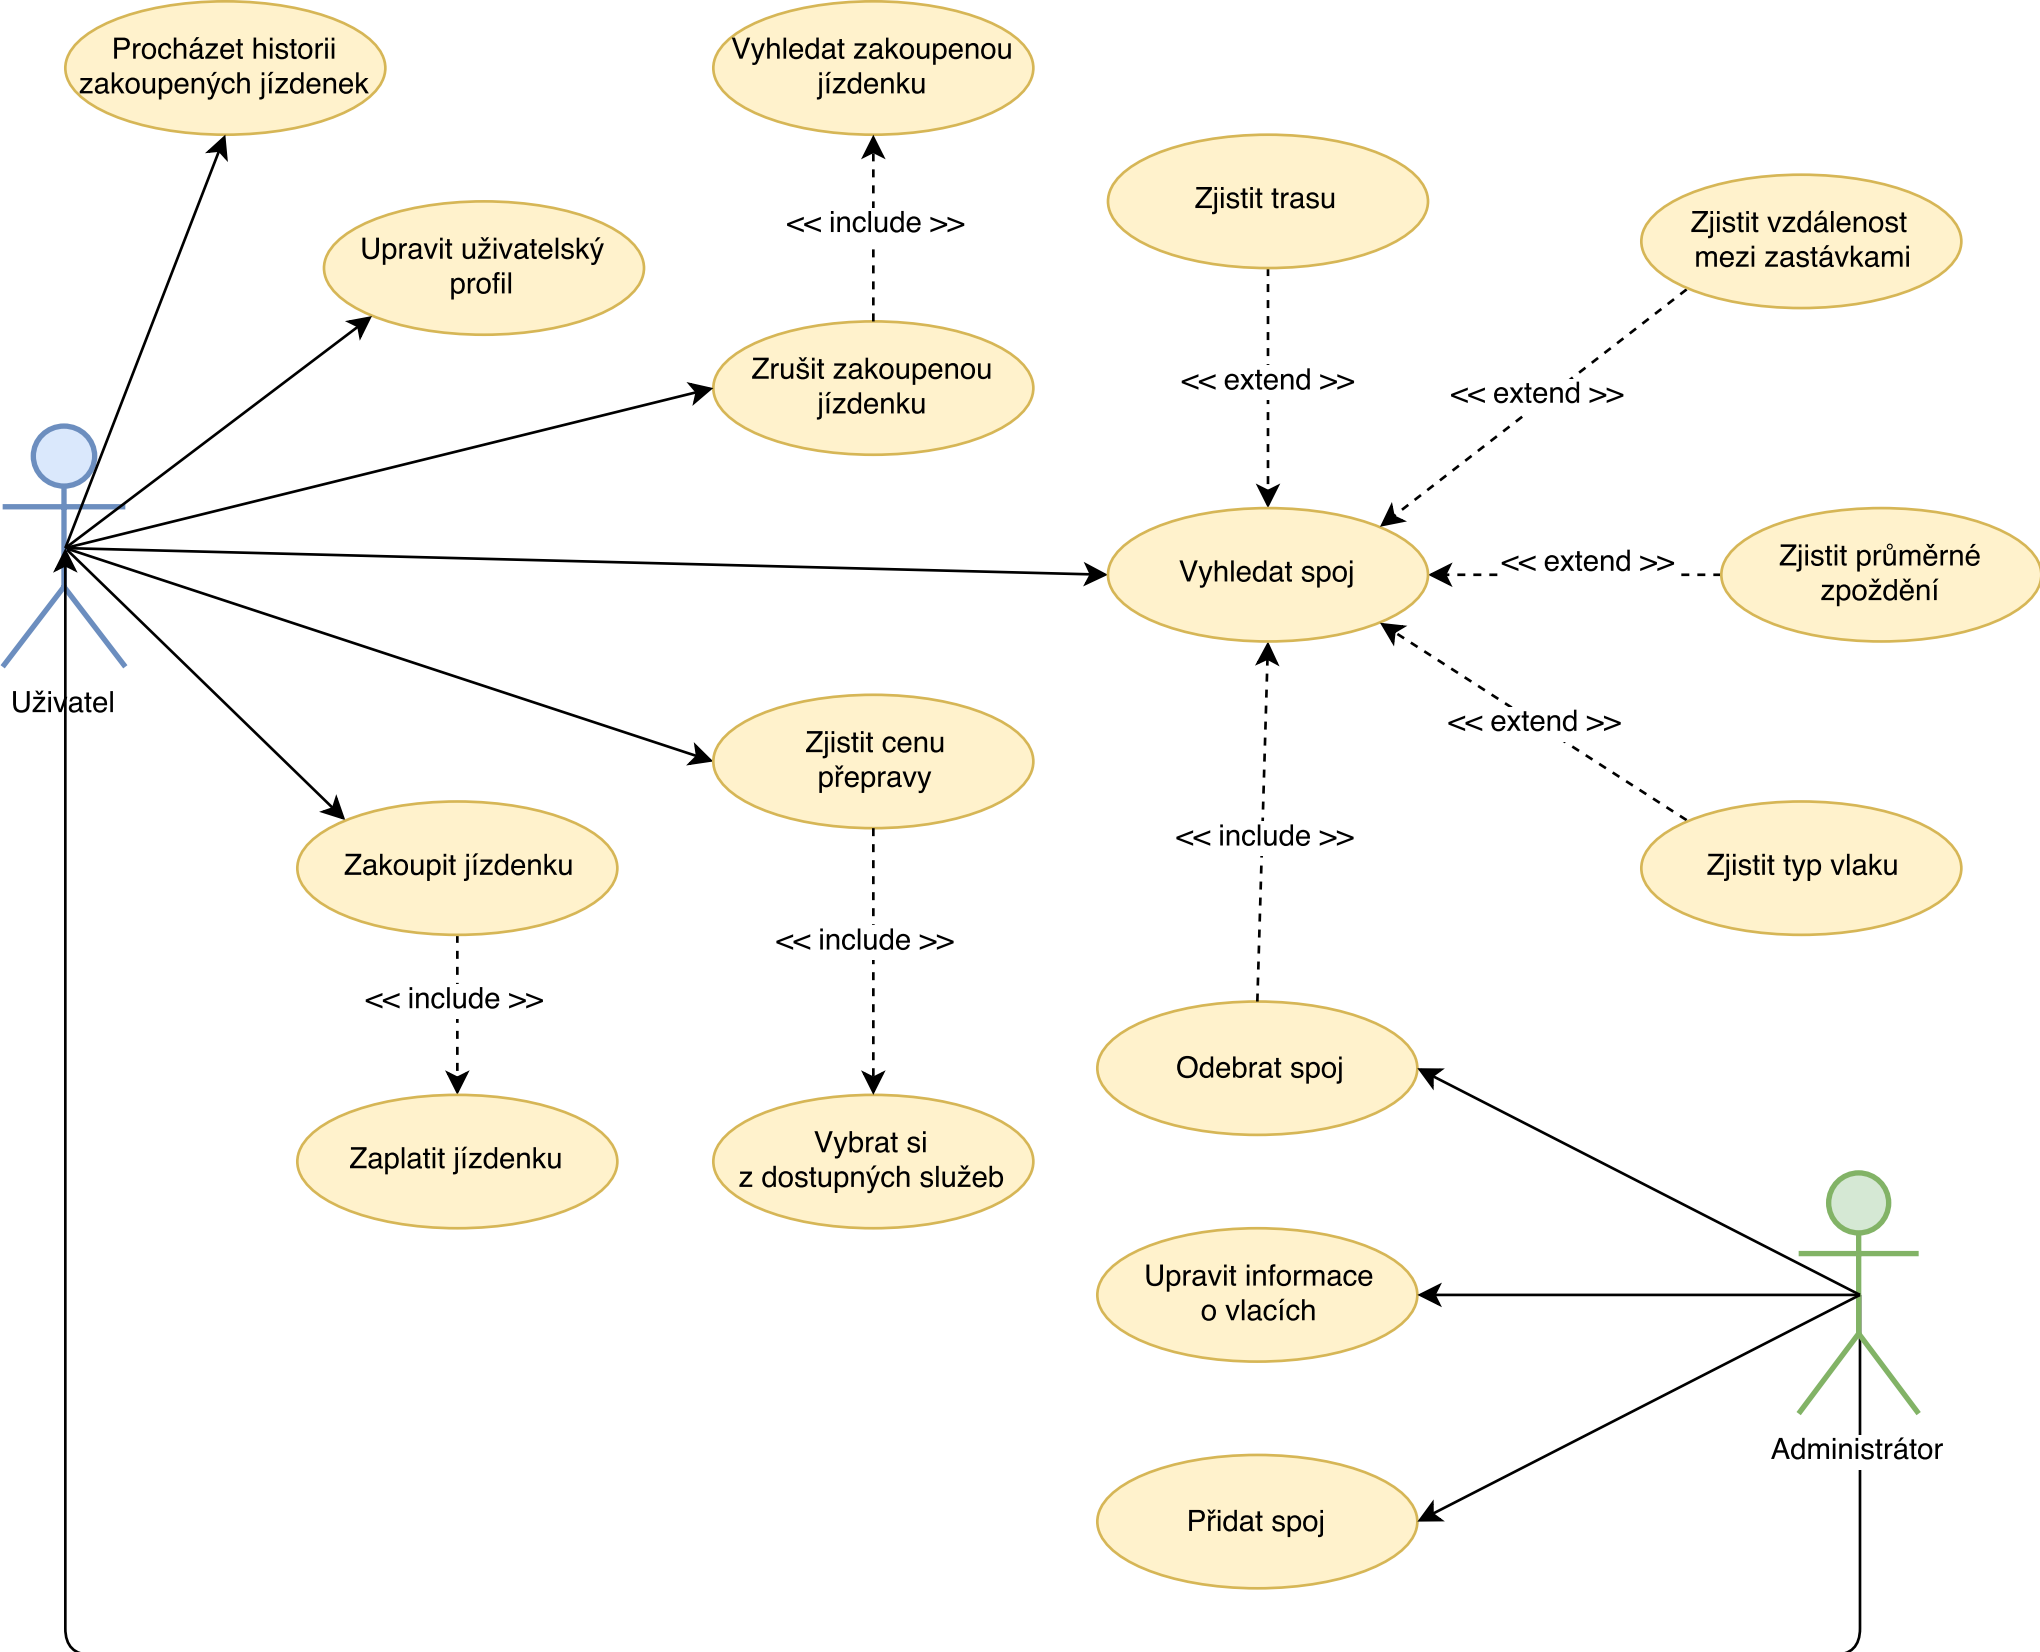 Procházet historii
zakoupených jízdenek
Vyhledat zakoupenou
jízdenku
<< include >>
Zjistit trasu
Zjistit vzdálenost
mezi zastávkami
Upravit uživatelský
profil
Zrušit zakoupenou
jízdenku
<< extend >>
<< extend >>
Vyhledat spoj
<< extend >>
Zjistit průměrné
zpoždění
Uživatel
<< extend >>
Zjistit cenu
přepravy
<< include >>
Zakoupit jízdenku
Zjistit typ vlaku
<< include >>
<< include >>
Odebrat spoj
Zaplatit jízdenku
Vybrat si
z dostupných služeb
Upravit informace
o vlacích
Administrátor
Přidat spoj